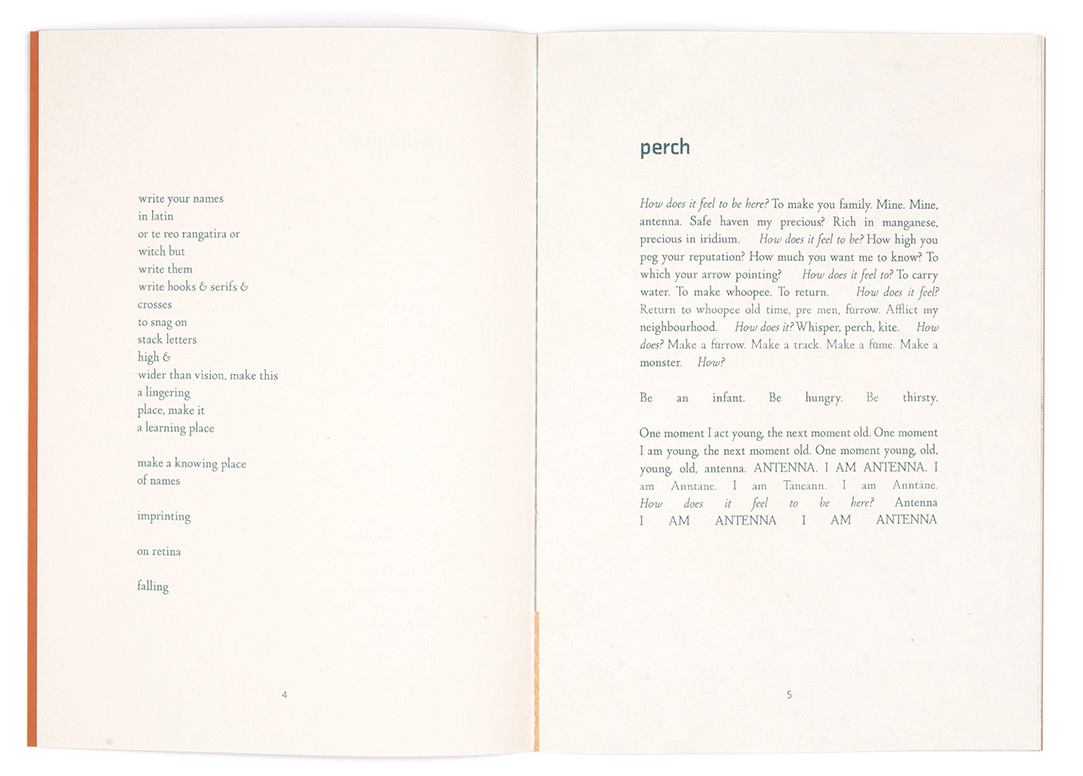 write your names
in latin
or te reo rangatira or
witch but
write them
write hooks & serifs &
crosses
to snag on
stack letters
high &
wider than vision, make this
a lingering
place, make it
a learning place
make a knowing place
of names
imprinting
on retina
falling
4
perch
How does it feel to be here? To make you family. Mine. Mine,
antenna. Safe haven my precious? Rich in manganese,
precious in iridium. How does it feel to be? How high you
peg your reputation? How much you want me to know? To
which your arrow pointing? How does it feel to? To carry
water. To make whoopee. To return. How does it feel?
Return to whoopee old time, pre men, furrow. Afflict my
neighbourhood. How does it? Whisper, perch, kite. How
does? Make a furrow. Make a track. Make a fume. Make a
monster. How?
Be an infant. Be hungry. Be thirsty.
One moment I act young, the next moment old. One moment
I am young, the next moment old. One moment young, old,
young, old, antenna. ANTENNA. I AM ANTENNA. I
am Anntāne. I am Tāneann. I am Anntāne.
How does it feel to be here? Antenna
I AM ANTENNA I AM ANTENNA
5